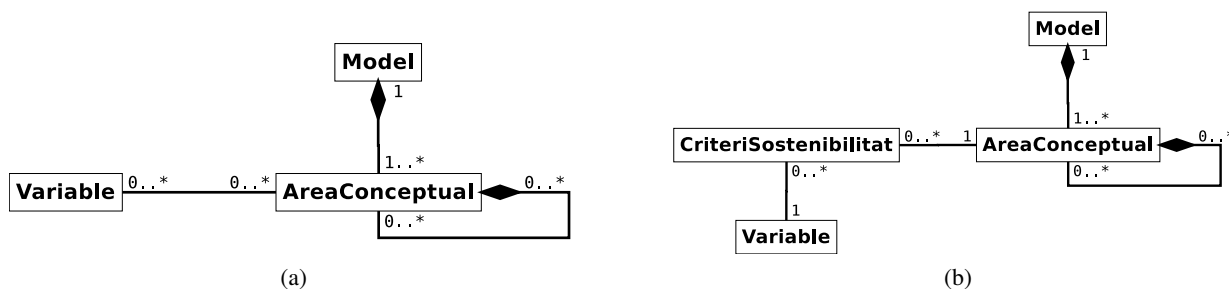 Model
1
1..*
Variable
0..*
0..*
AreaConceptual
0..*
0..*
(a)
Model
1
1..*
CriteriSostenibilitat
0..*
1
AreaConceptual
0..*
0..*
0..*
1
Variable
(b)